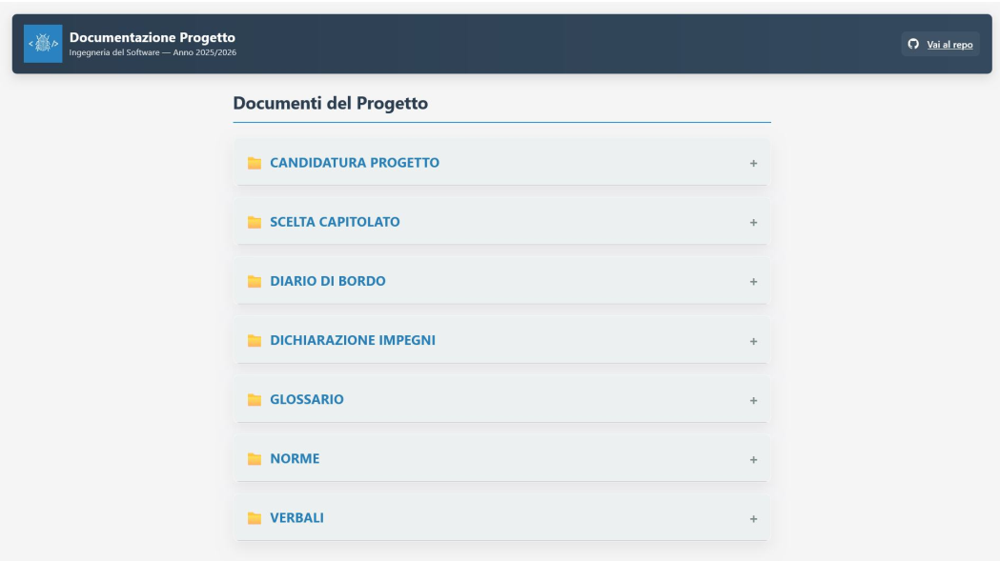 Documentazione Progetto
Ingegneria del Software — Anno 2025/2026
Vai al repo
Documenti del Progetto
CANDIDATURA PROGETTO +
SCELTA CAPITOLATO +
DIARIO DI BORDO +
DICHIARAZIONE IMPEGNI +
GLOSSARIO +
NORME +
VERBALI +